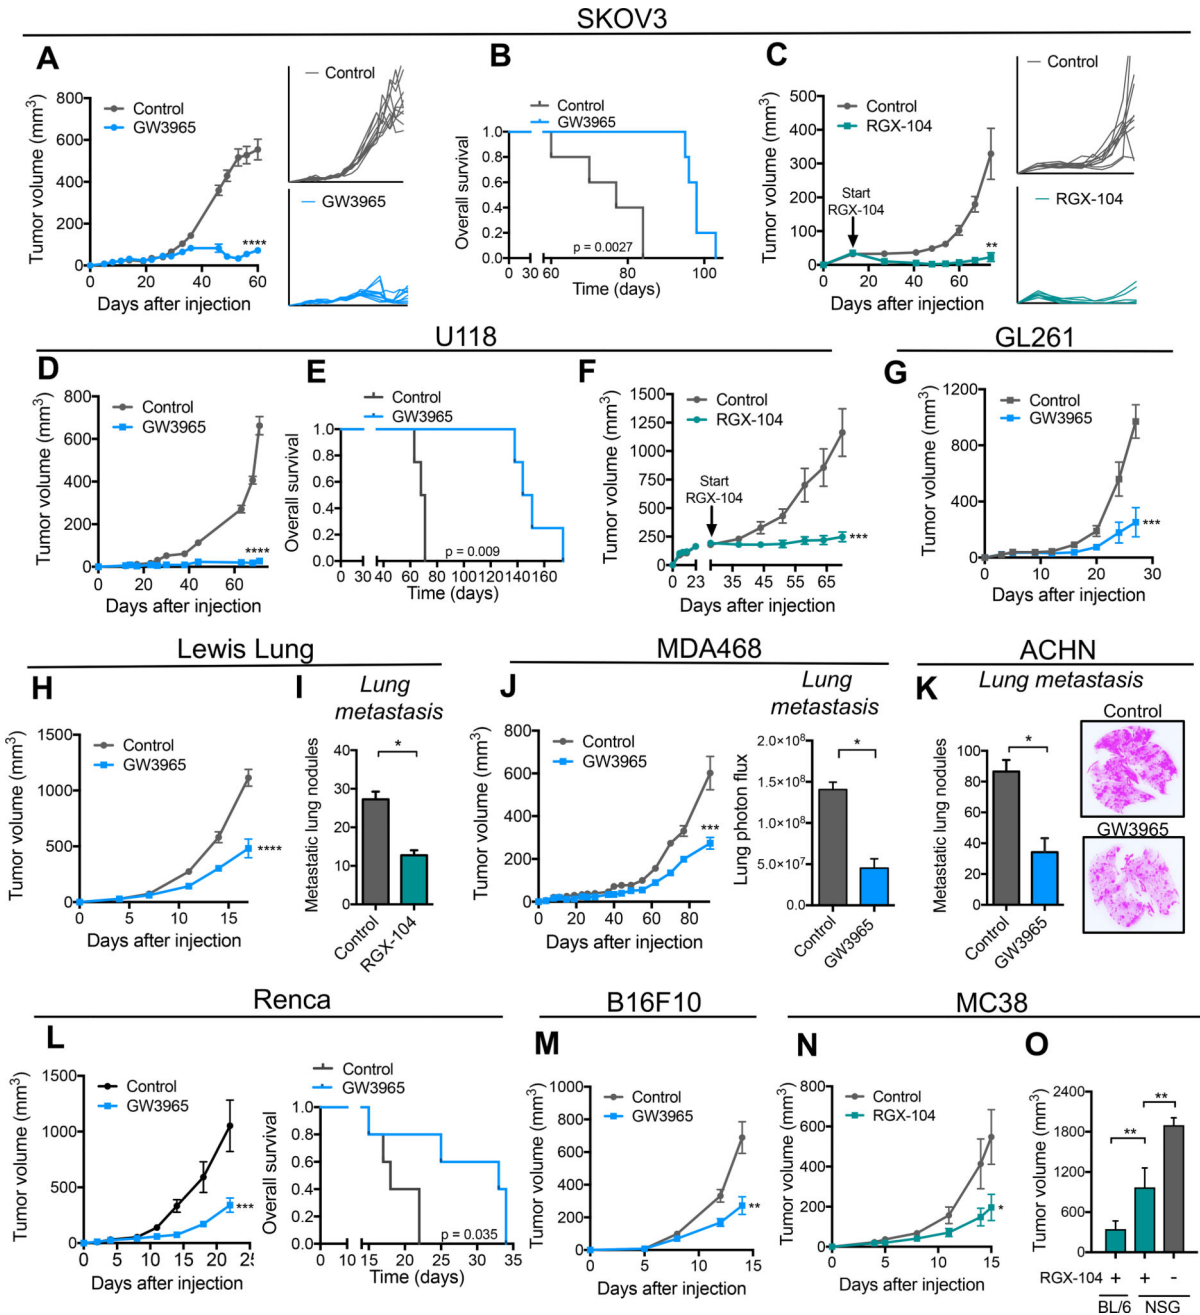 SKOV3
A
Control
GW3965
Tumor volume (mm³)
800
600
400
200
0
0 20 40 60
Days after injection
****
Control
GW3965
B
Control
GW3965
Overall survival
1.0
0.8
0.6
0.4
0.2
0.0
p = 0.0027
0 30 60 80 100
Time (days)
C
Control
RGX-104
Tumor volume (mm³)
500
400
300
200
100
0
Start
RGX-104
**
0 20 40 60
Days after injection
Control
RGX-104
U118
D
Control
GW3965
Tumor volume (mm³)
800
600
400
200
0
****
0 20 40 60
Days after injection
E
Control
GW3965
Overall survival
1.0
0.8
0.6
0.4
0.2
0.0
p = 0.009
0 30 40 60 80 100 120 140 160
Time (days)
F
Control
RGX-104
Tumor volume (mm³)
1500
1250
1000
750
500
250
0
Start
RGX-104
***
0 23 35 45 55 65
Days after injection
GL261
G
Control
GW3965
Tumor volume (mm³)
1200
800
400
0
***
0 10 20 30
Days after injection
Lewis Lung
H
Control
GW3965
Tumor volume (mm³)
1500
1000
500
0
****
0 5 10 15
Days after injection
I
Lung
metastasis
Metastatic lung nodules
40
30
20
10
0
*
Control
RGX-104
MDA468
J
Control
GW3965
Tumor volume (mm³)
800
600
400
200
0
***
0 20 40 60 80
Days after injection
Lung
metastasis
Lung photon flux
2.0×10⁸
1.5×10⁸
1.0×10⁸
5.0×10⁷
0.0
*
Control
GW3965
ACHN
K
Lung metastasis
Metastatic lung nodules
100
80
60
40
20
0
*
Control
GW3965
Control
GW3965
Renca
L
Control
GW3965
Tumor volume (mm³)
1500
1000
500
0
***
0 5 10 15 20 25
Days after injection
Control
GW3965
Overall survival
1.0
0.8
0.6
0.4
0.2
0.0
p = 0.035
0 10 15 20 25 30 35
Time (days)
B16F10
M
Control
GW3965
Tumor volume (mm³)
1000
800
600
400
200
0
**
0 5 10 15
Days after injection
MC38
N
Control
RGX-104
Tumor volume (mm³)
800
600
400
200
0
*
0 5 10 15
Days after injection
O
Tumor volume (mm³)
2400
1800
1200
600
0
**
**
RGX-104 + + -
BL/6 NSG